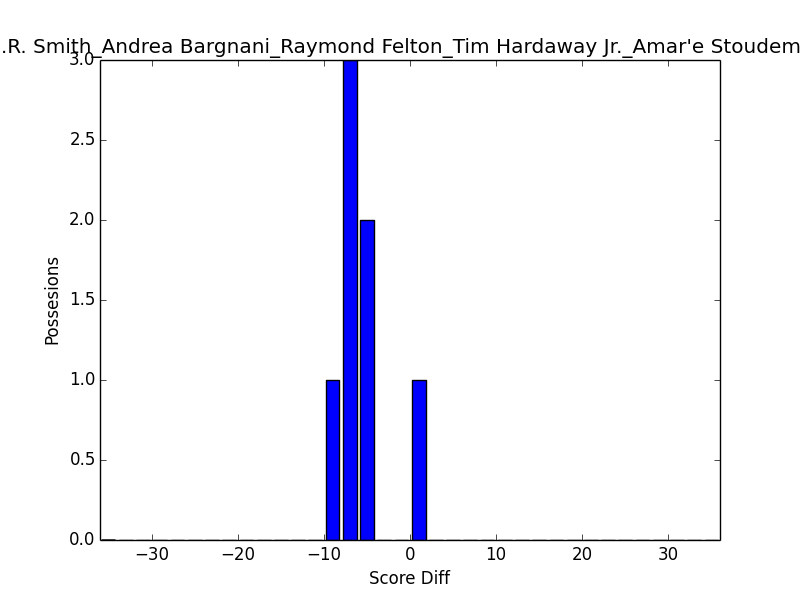 .R. Smith_Andrea Bargnani_Raymond Felton_Tim Hardaway Jr._Amar'e Stoudem
3.0
2.5
2.0
1.5
1.0
0.5
0.0
Possesions
−30 −20 −10 0 10 20 30
Score Diff